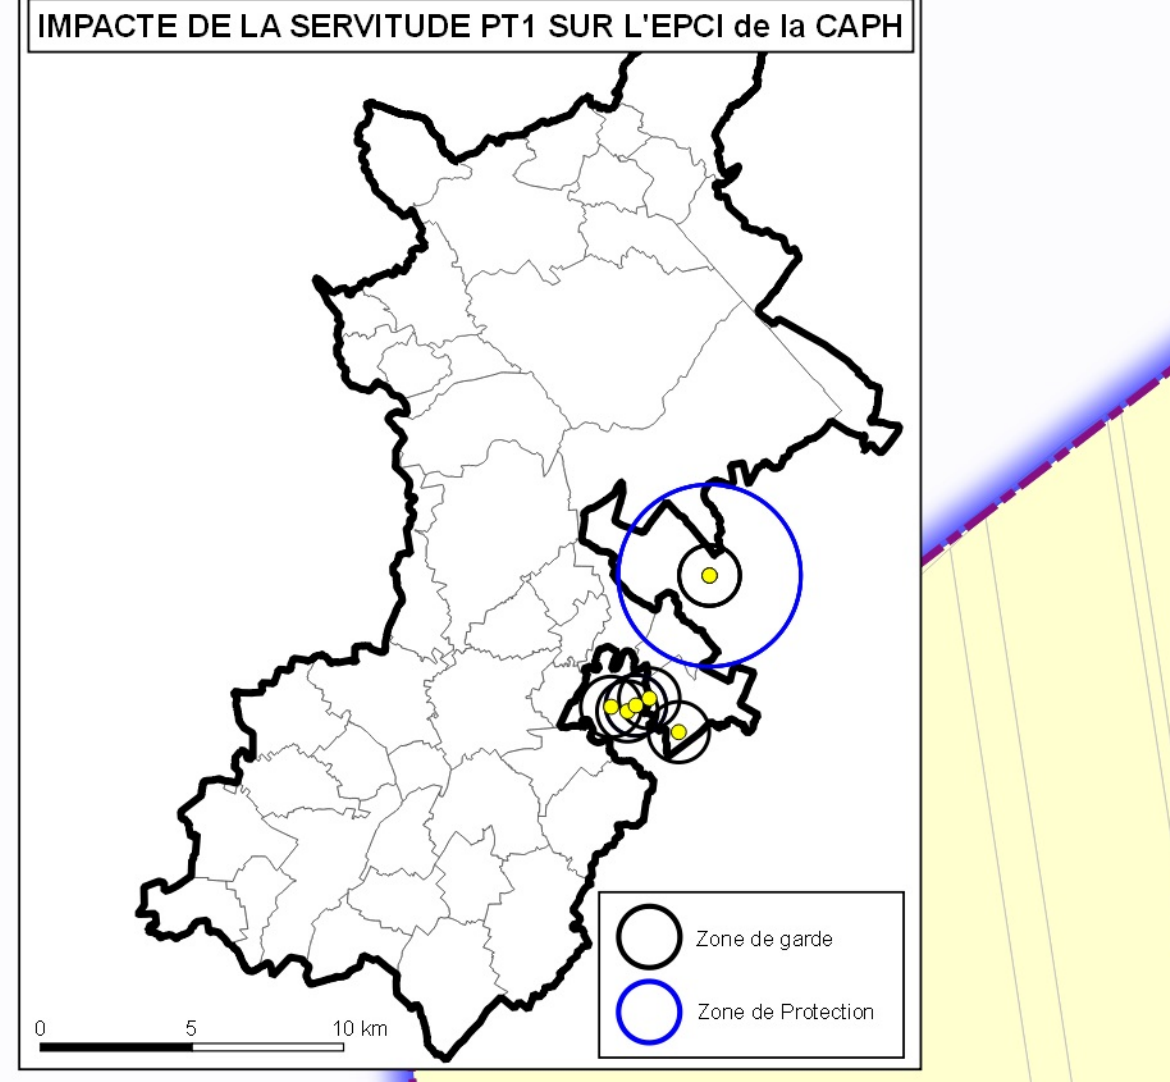 IMPACTE DE LA SERVITUDE PT1 SUR L'EPCI de la CAPH
Zone de garde
Zone de Protection
0 5 10 km